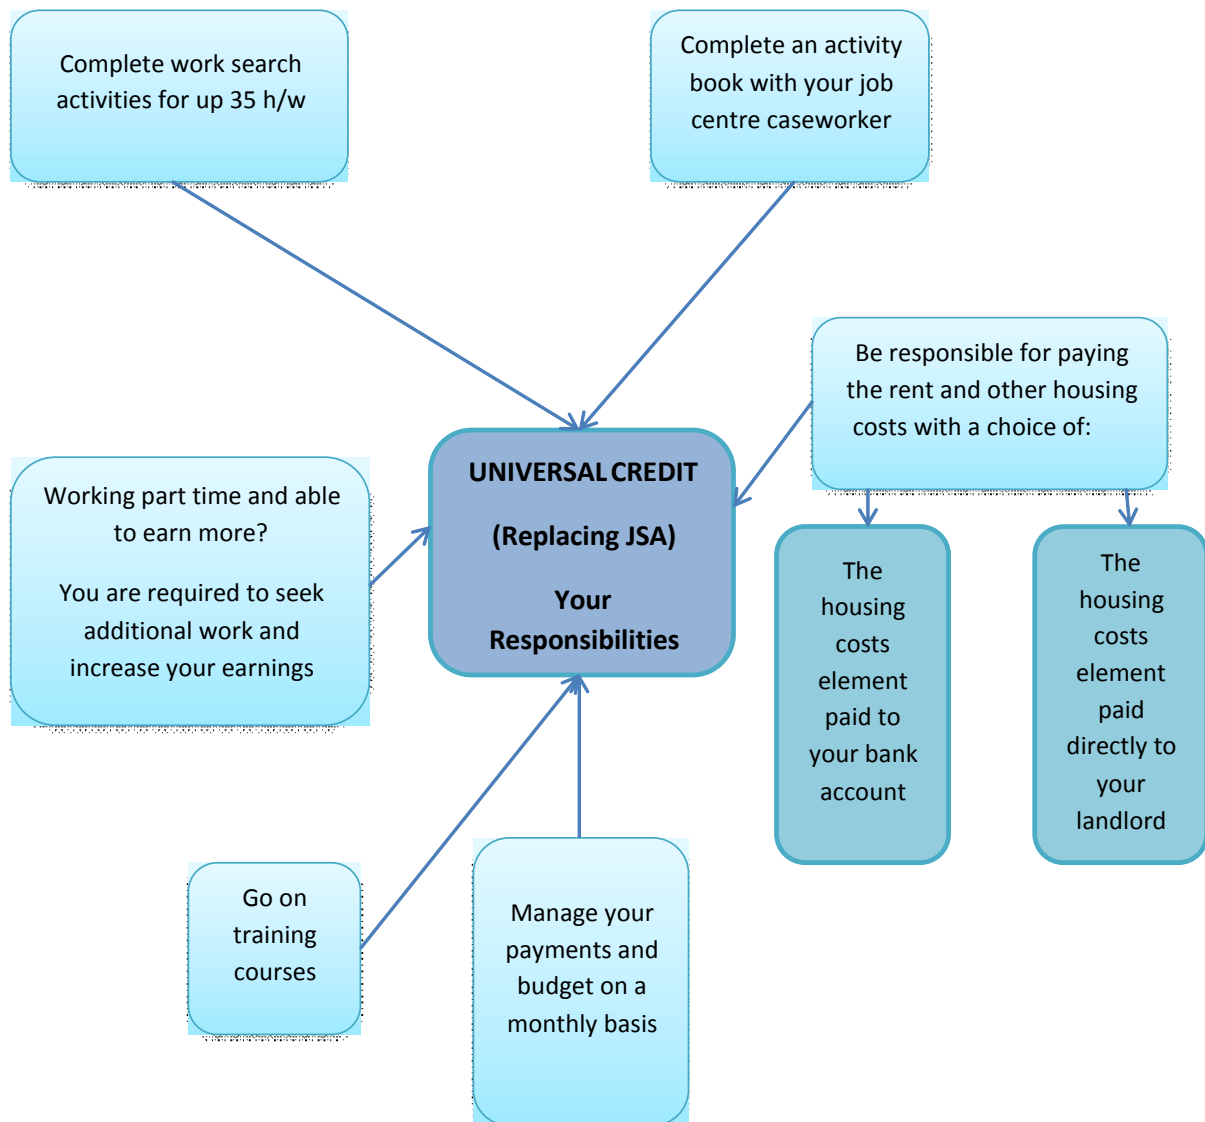 Complete work search
activities for up 35 h/w
Complete an activity
book with your job
centre caseworker
Be responsible for paying
the rent and other housing
costs with a choice of:
UNIVERSAL CREDIT
(Replacing JSA)
Your
Responsibilities
Working part time and able
to earn more?
You are required to seek
additional work and
increase your earnings
The
housing
costs
element
paid to
your bank
account
The
housing
costs
element
paid
directly to
your
landlord
Go on
training
courses
Manage your
payments and
budget on a
monthly basis